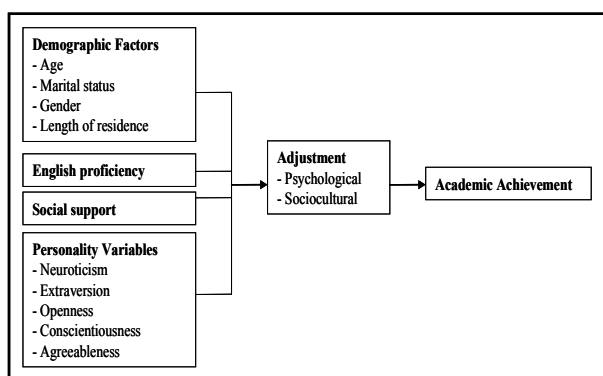 Demographic Factors
- Age
- Marital status
- Gender
- Length of residence
English proficiency
Social support
Personality Variables
- Neuroticism
- Extraversion
- Openness
- Conscientiousness
- Agreeableness
Adjustment
- Psychological
- Sociocultural
Academic Achievement